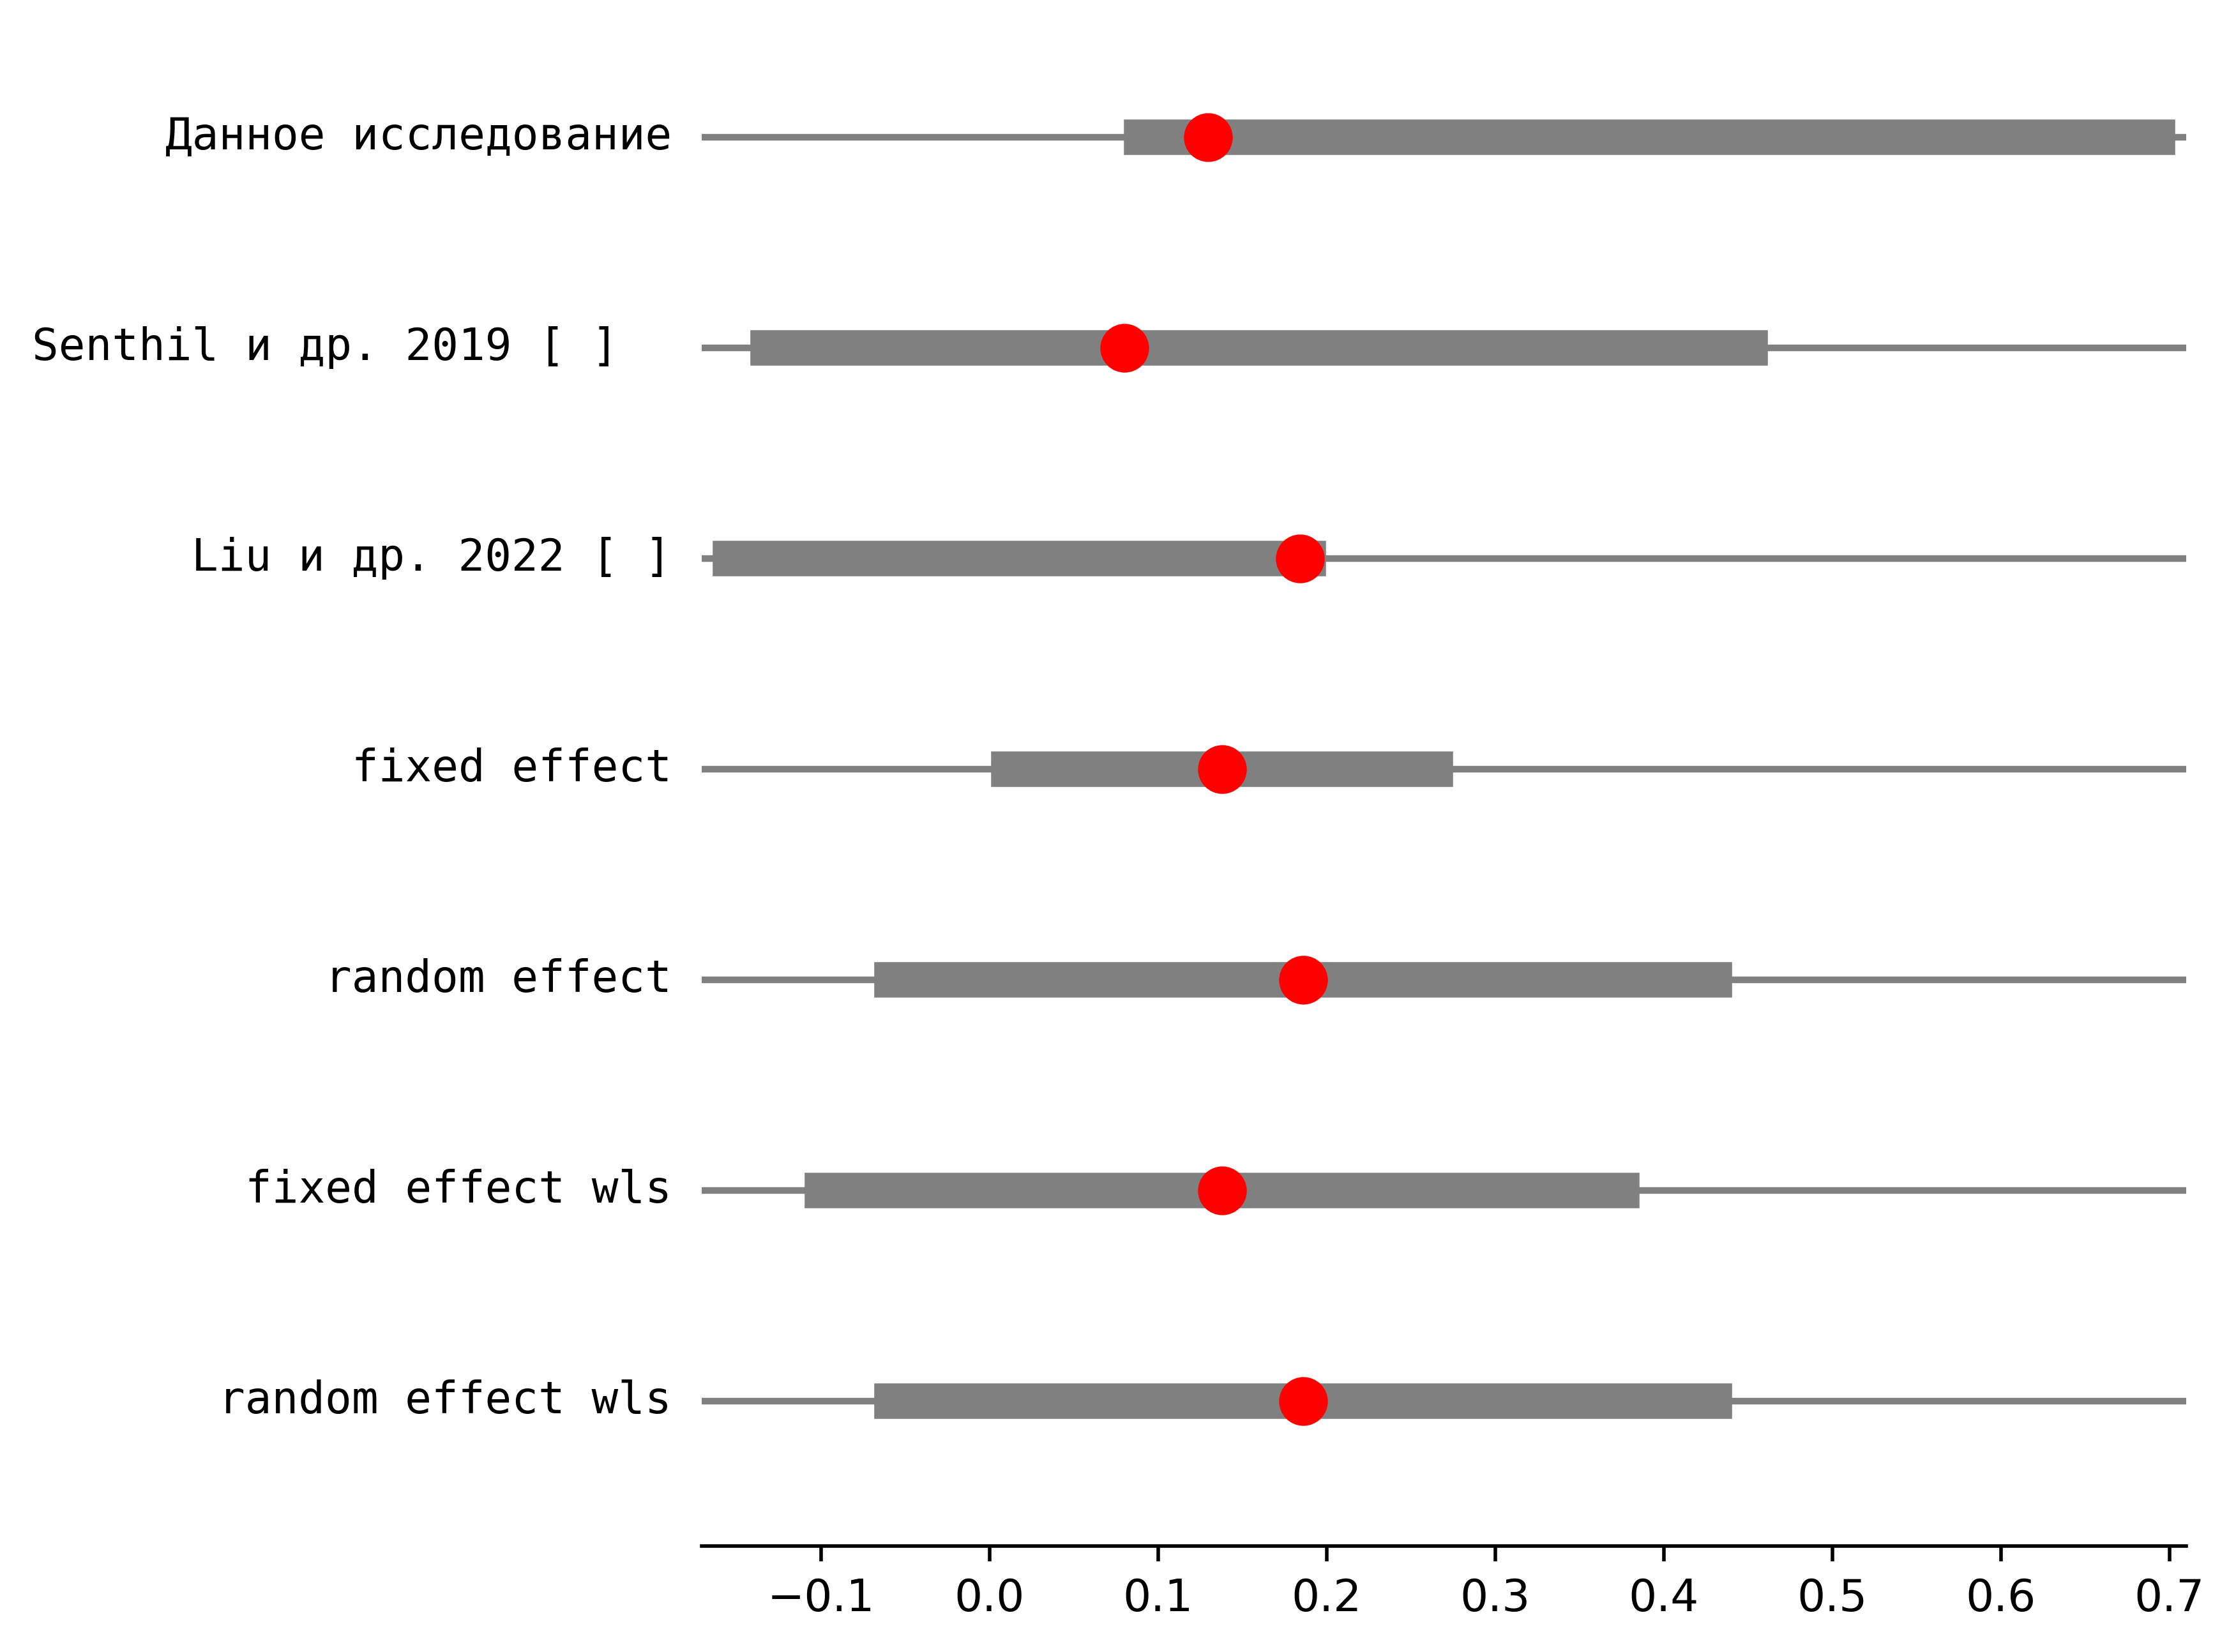 Данное исследование
Senthil и др. 2019 [ ]
Liu и др. 2022 [ ]
fixed effect
random effect
fixed effect wls
random effect wls
−0.1 0.0 0.1 0.2 0.3 0.4 0.5 0.6 0.7